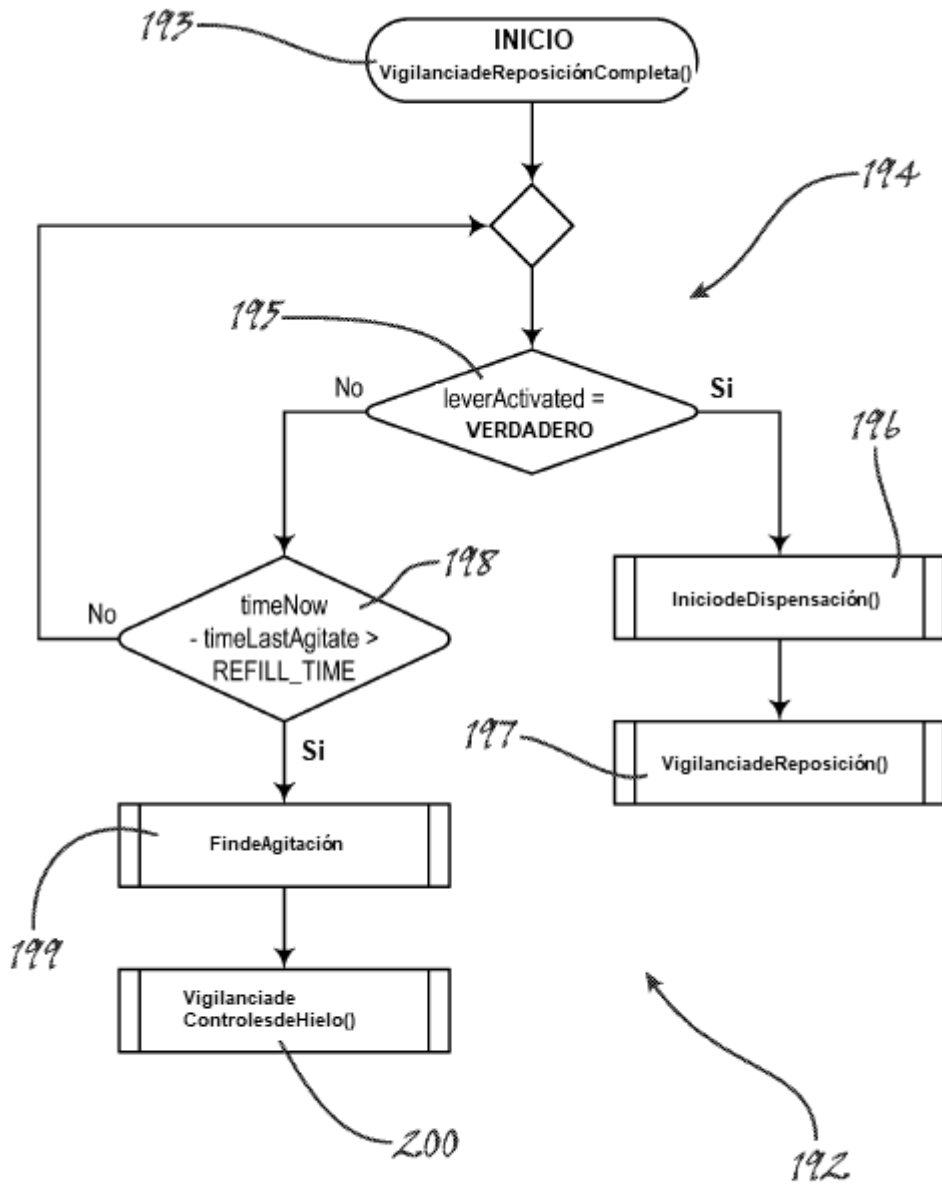 193
INICIO
VigilanciadeReposiciónCompleta()
194
195
No
leverActivated =
VERDADERO
Si
196
198
timeNow
- timeLastAgitate >
REFILL_TIME
No
IniciodeDispensación()
Si
197
VigilanciadeReposición()
FindeAgitación
199
Vigilanciade
ControlesdeHielo()
200
192